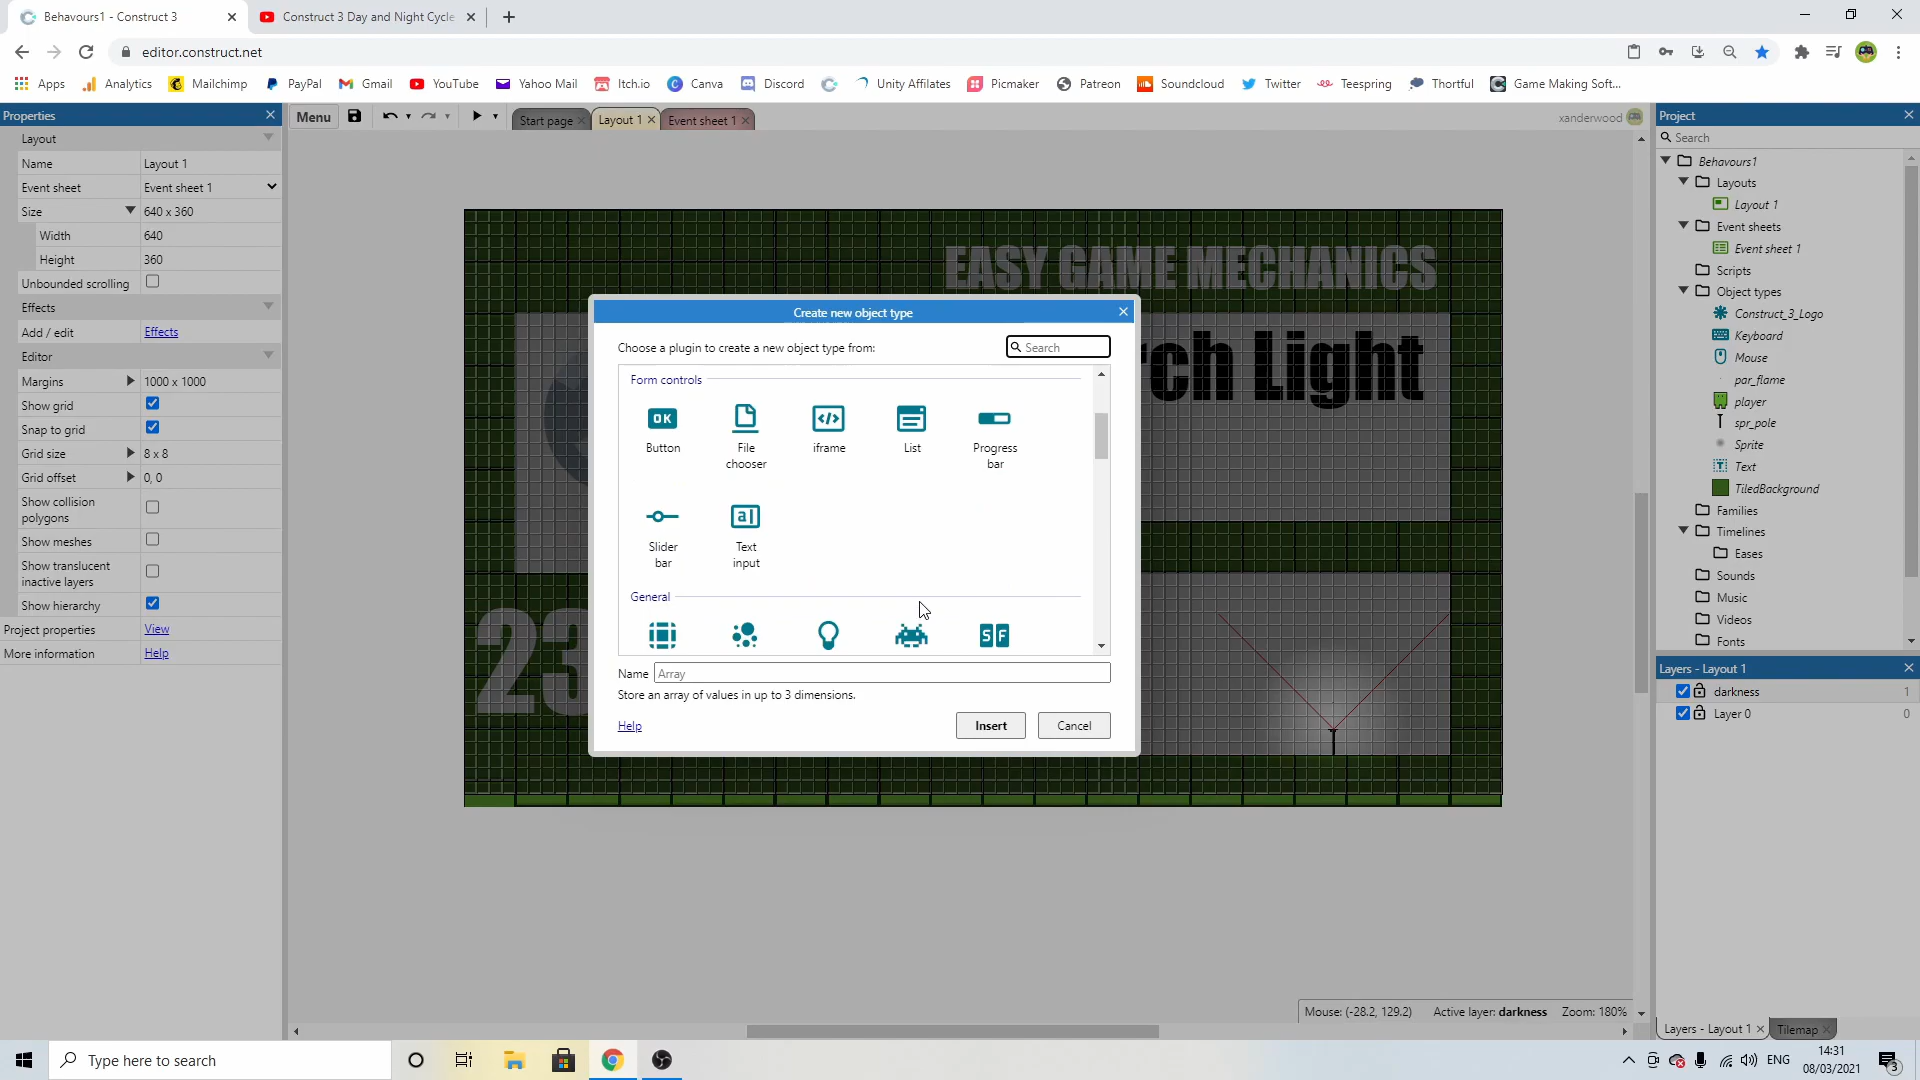 Behavours1 - Construct 3
Construct 3 Day and Night Cycle
editor.construct.net
Apps
Analytics
Mailchimp
PayPal
Gmail
YouTube
Yahoo Mail
Itch.io
Canva
Discord
Unity Affilates
Picmaker
Patreon
Soundcloud
Twitter
Teespring
Thortful
Game Making Soft...
Properties
Menu
Start page
Layout 1
Event sheet 1
xanderwood
Project
Layout
Name Layout 1
Event sheet Event sheet 1
Size 640 x 360
Width 640
Height 360
Unbounded scrolling
Effects
Add / edit Effects
Editor
Margins 1000 x 1000
Show grid
Snap to grid
Grid size 8 x 8
Grid offset 0, 0
Show collision
polygons
Show meshes
Show translucent
inactive layers
Show hierarchy
Project properties View
More information Help
EASY GAME MECHANICS
rch Light
23
Create new object type
Choose a plugin to create a new object type from:
Search
Form controls
OK
Button
File
chooser
iframe
List
Progress
bar
Slider
bar
a|
Text
input
General
SF
Name Array
Store an array of values in up to 3 dimensions.
Help
Insert
Cancel
Search
Behavours1
Layouts
Layout 1
Event sheets
Event sheet 1
Scripts
Object types
Construct_3_Logo
Keyboard
Mouse
par_flame
player
spr_pole
Sprite
Text
TiledBackground
Families
Timelines
Eases
Sounds
Music
Videos
Fonts
Layers - Layout 1
darkness 1
Layer 0 0
Mouse: (-28.2, 129.2)
Active layer: darkness
Zoom: 180%
Layers - Layout 1
Tilemap
Type here to search
ENG
14:31
08/03/2021
3